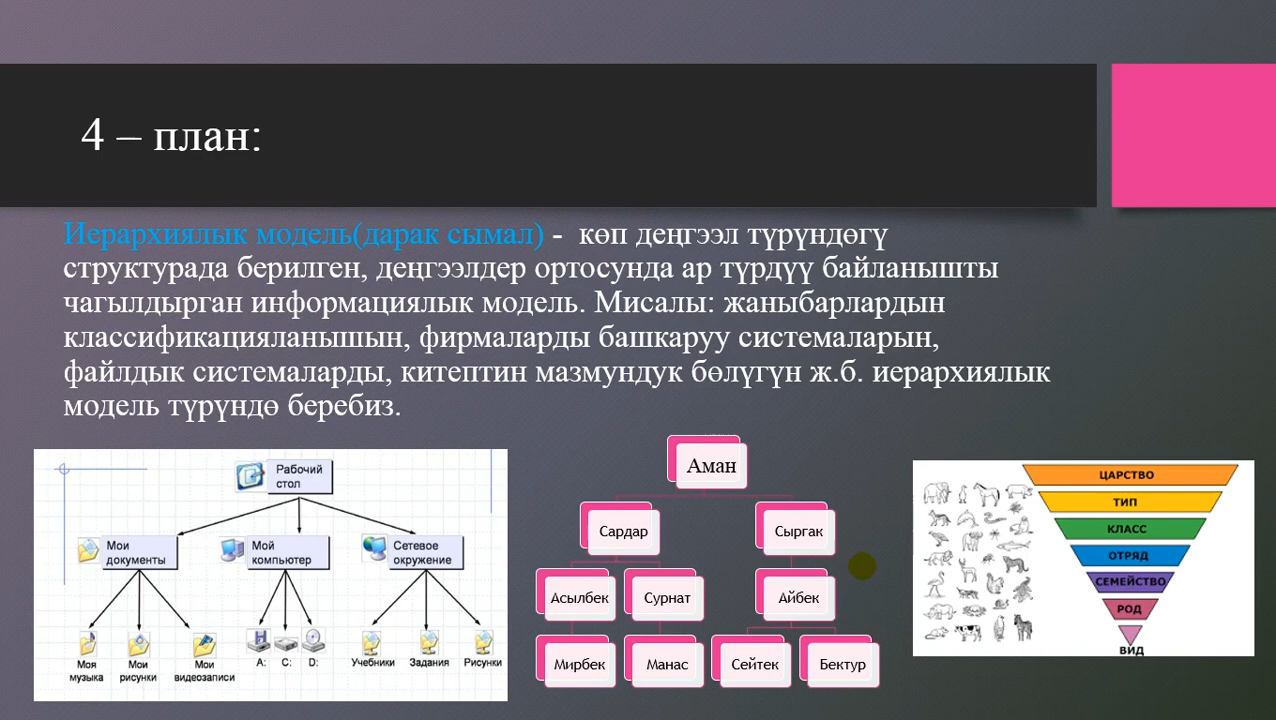 4 – план:
Иерархиялык модель(дарак сымал) - көп деңгээл түрүндөгү
структурада берилген, деңгээлдер ортосунда ар түрдүү байланышты
чагылдырган информациялык модель. Мисалы: жаныбарлардын
классификацияланышын, фирмаларды башкаруу системаларын,
файлдык системаларды, китептин мазмундук бөлүгүн ж.б. иерархиялык
модель түрүндө беребиз.
Рабочий
стол
Мои
документы
Мой
компьютер
Сетевое
окружение
Моя
музыка
Мои
рисунки
Мои
видеозаписи
A:
C:
D:
Учебники
Задания
Рисунки
Аман
Сардар
Сыргак
Асылбек
Сурнат
Айбек
Мирбек
Манас
Сейтек
Бектур
ЦАРСТВО
ТИП
КЛАСС
ОТРЯД
СЕМЕЙСТВО
РОД
ВИД